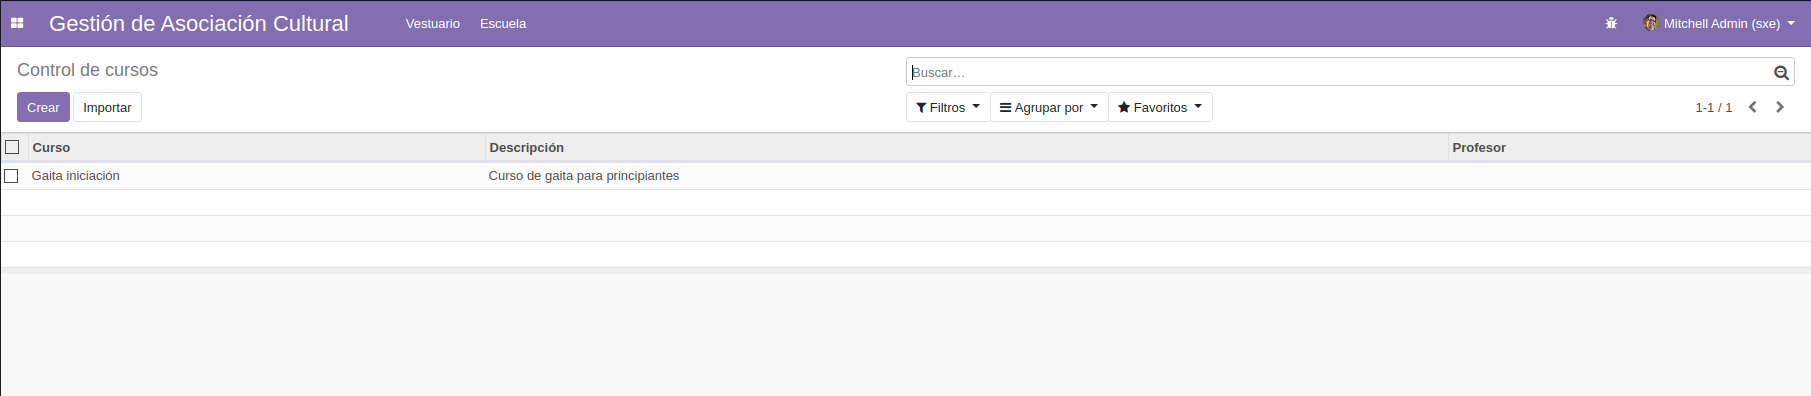 Gestión de Asociación Cultural Vestuario Escuela Mitchell Admin (sxe)
Control de cursos
Buscar...
Crear Importar Filtros Agrupar por Favoritos 1-1 / 1
Curso Descripción Profesor
Gaita iniciación Curso de gaita para principiantes